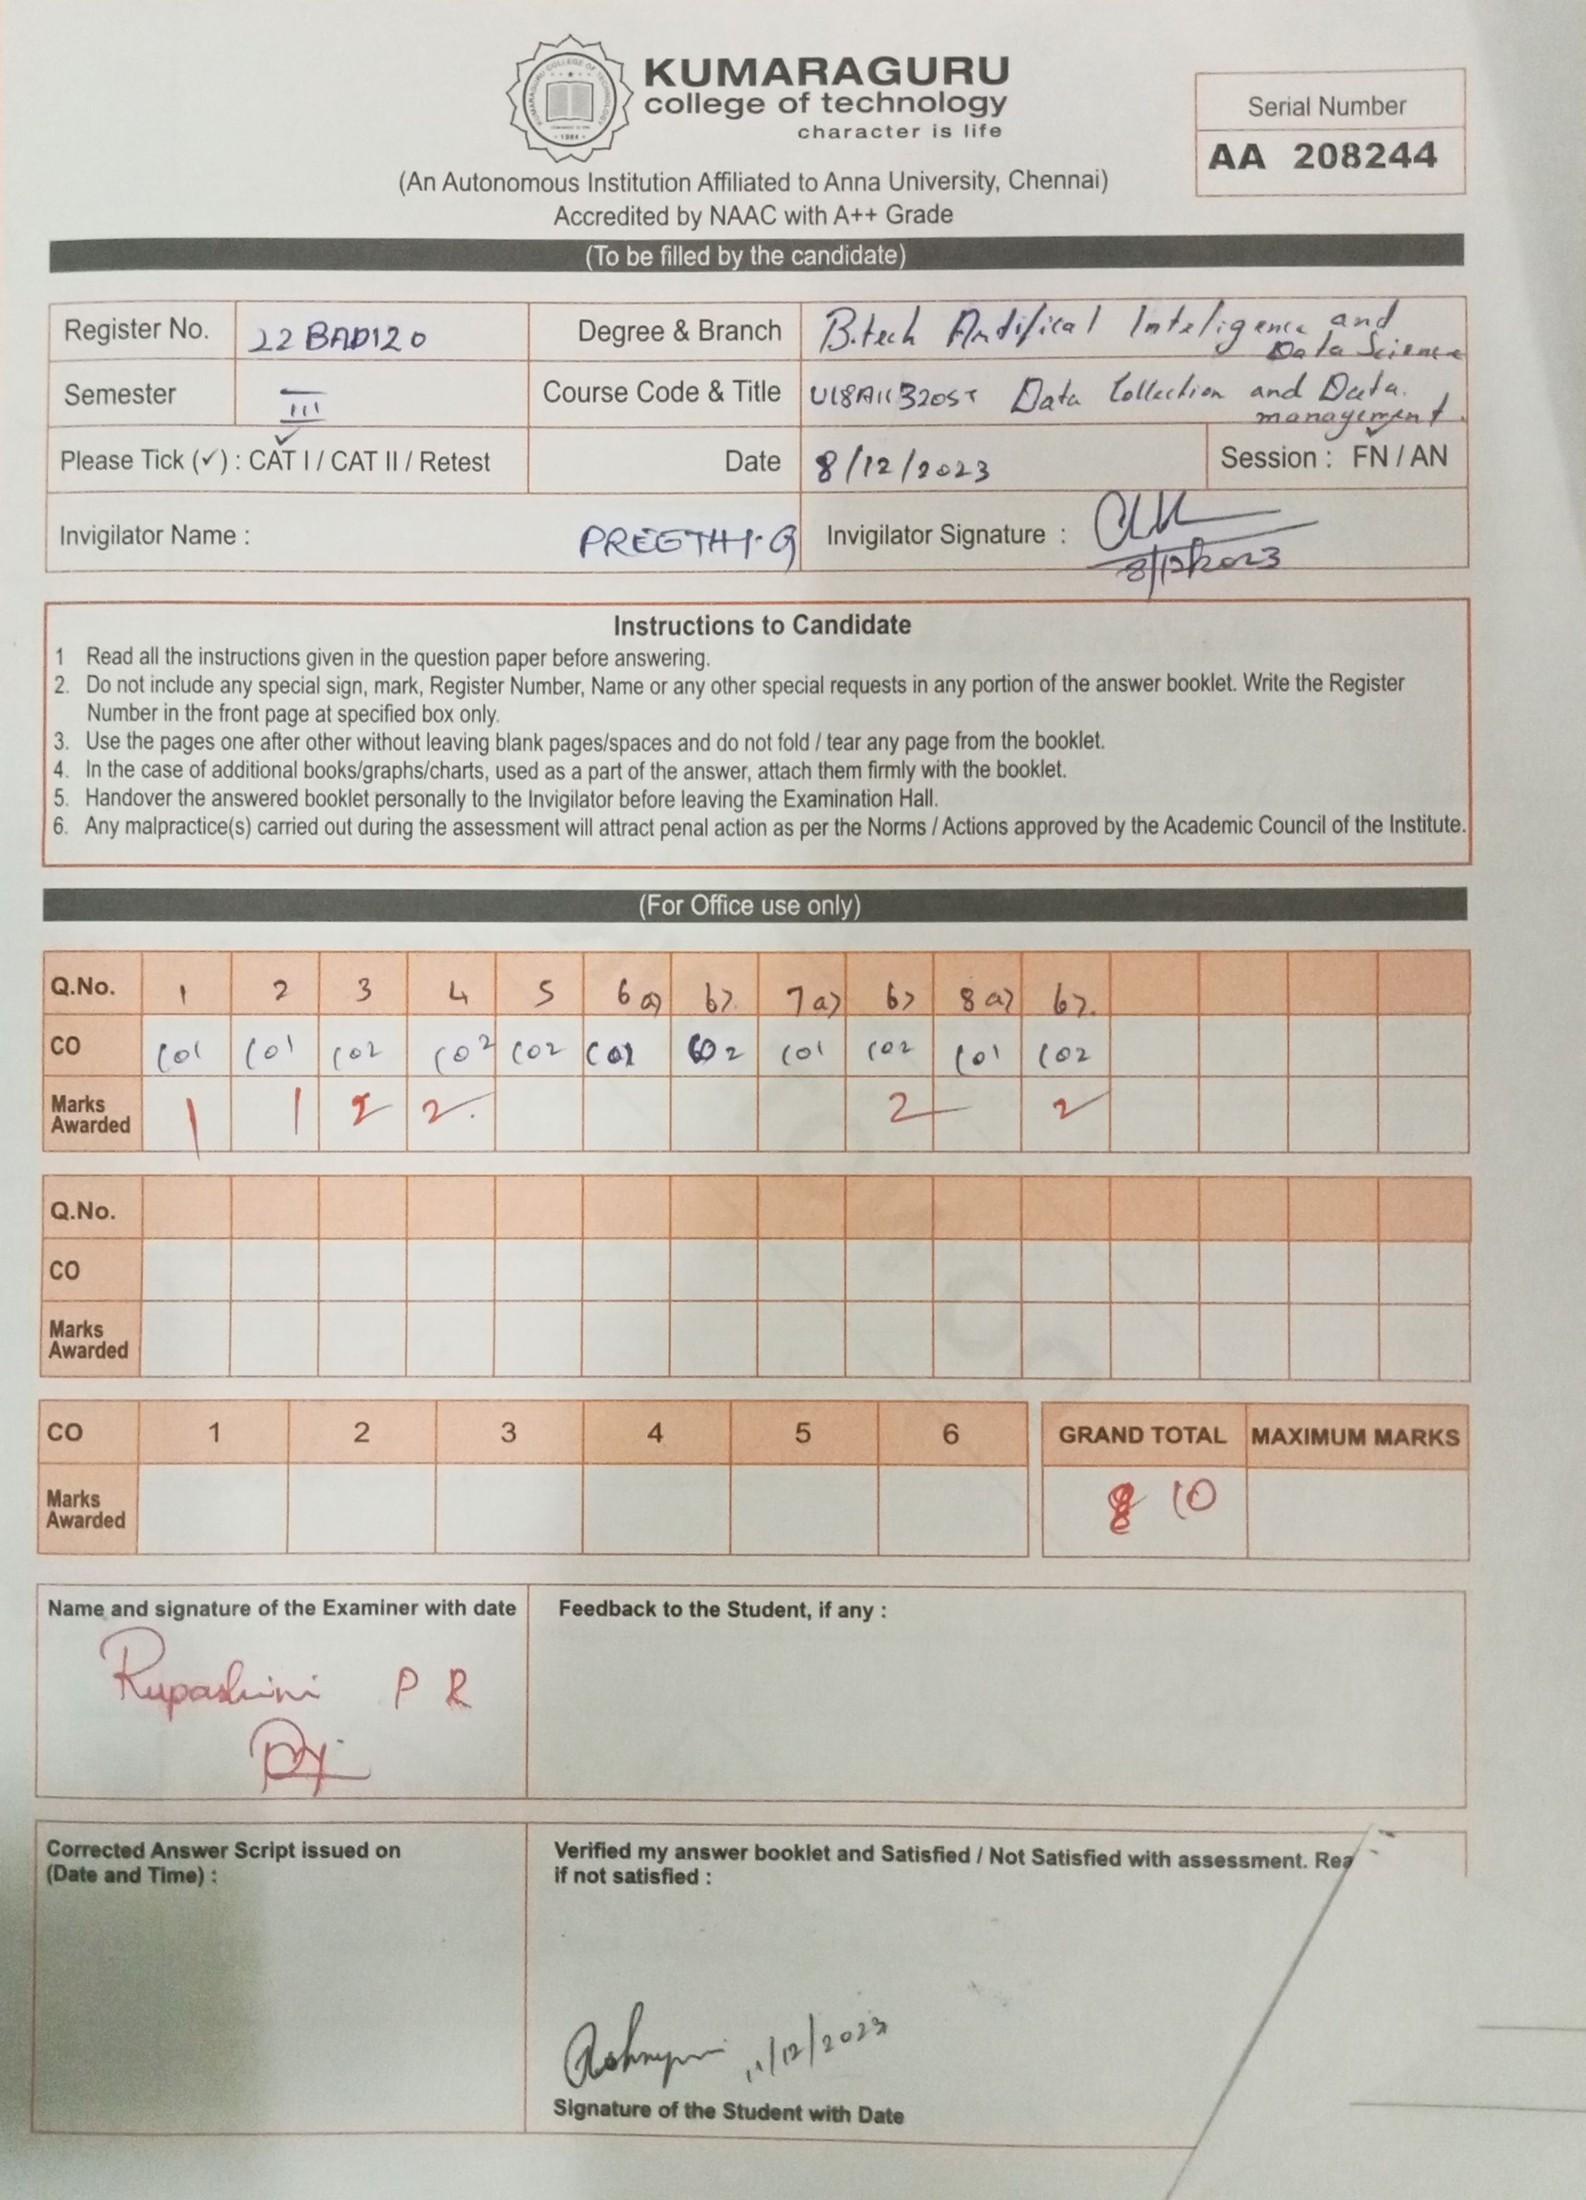 KUMARAGURU
college of technology
character is life
KUMARAGURU COLLEGE OF TECHNOLOGY
1984
(An Autonomous Institution Affiliated to Anna University, Chennai)
Accredited by NAAC with A++ Grade
Serial Number
AA 208244
(To be filled by the candidate)
Register No. 22BAD120 Degree & Branch B.tech Artifical Inteligence and Data Science
Semester III Course Code & Title Data Collection and Data management
Please Tick (✓) : CAT I / CAT II / Retest ✓ Date 8/12/2023 Session : FN / AN ✓
Invigilator Name : PREETHI.G Invigilator Signature :
8/12/2023
Instructions to Candidate
1 Read all the instructions given in the question paper before answering.
2. Do not include any special sign, mark, Register Number, Name or any other special requests in any portion of the answer booklet. Write the Register
Number in the front page at specified box only.
3. Use the pages one after other without leaving blank pages/spaces and do not fold / tear any page from the booklet.
4. In the case of additional books/graphs/charts, used as a part of the answer, attach them firmly with the booklet.
5. Handover the answered booklet personally to the Invigilator before leaving the Examination Hall.
6. Any malpractice(s) carried out during the assessment will attract penal action as per the Norms / Actions approved by the Academic Council of the Institute.
(For Office use only)
Q.No. 1 2 3 4 5 6 a) b) 7 a) b) 8 a) b)
CO CO1 CO1 CO2 CO2 CO2 CO2 CO1 CO2 CO1 CO2
Marks Awarded 1 1 2 2 2 2
Q.No.
CO
Marks Awarded
CO 1 2 3 4 5 6 GRAND TOTAL MAXIMUM MARKS
Marks Awarded 10
Name and signature of the Examiner with date
Rupashini P R
Feedback to the Student, if any :
Corrected Answer Script issued on
(Date and Time) :
Verified my answer booklet and Satisfied / Not Satisfied with assessment. Rea
if not satisfied :
11/12/2023
Signature of the Student with Date